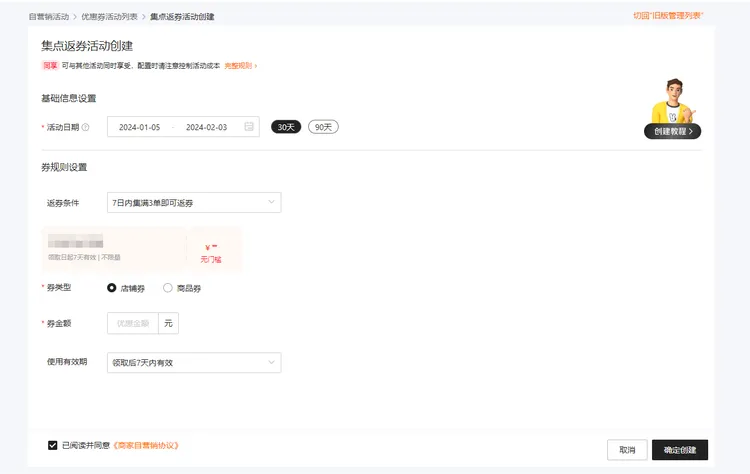 自营销活动 > 优惠券活动列表 > 集点返券活动创建
切回"旧版管理列表"
集点返券活动创建
同享 可与其他活动同时享受、配置时请注意控制活动成本 完整规则 >
基础信息设置
* 活动日期 ? 2024-01-05 - 2024-02-03 30天 90天
创建教程 >
券规则设置
返券条件 7日内集满3单即可返券
¥ --
领取日起7天有效 | 不限量
无门槛
* 券类型 店铺券 商品券
* 券金额 优惠金额 元
使用有效期 领取后7天内有效
已阅读并同意《商家自营销协议》
取消 确定创建